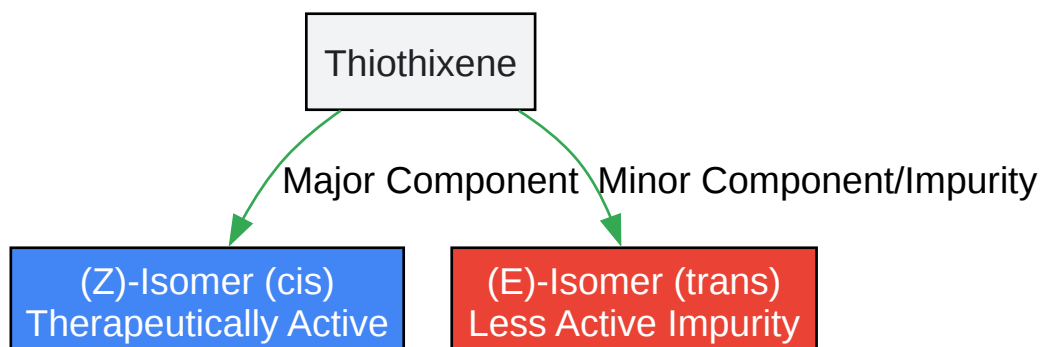 Thiothixene
Major Component
Minor Component/Impurity
(Z)-Isomer (cis)
Therapeutically Active
(E)-Isomer (trans)
Less Active Impurity